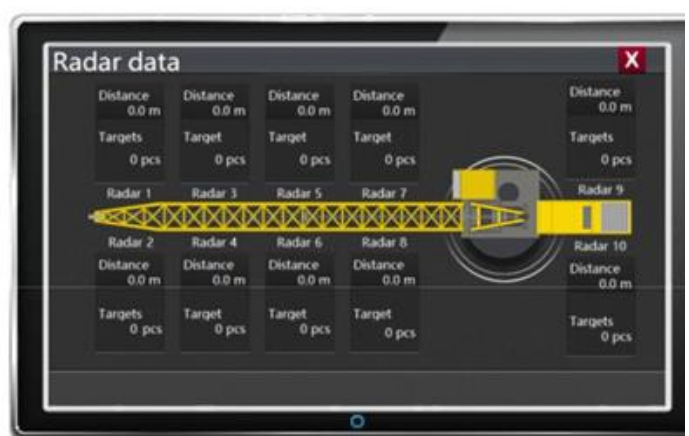 Radar data
X
Distance
0.0 m
Targets
0 pcs
Radar 1
Distance
0.0 m
Target
0 pcs
Radar 3
Distance
0.0 m
Target
0 pcs
Radar 5
Distance
0.0 m
Target
0 pcs
Radar 7
Distance
0.0 m
Targets
0 pcs
Radar 9
Radar 2
Distance
0.0 m
Targets
0 pcs
Radar 4
Distance
0.0 m
Target
0 pcs
Radar 6
Distance
0.0 m
Target
0 pcs
Radar 8
Distance
0.0 m
Target
0 pcs
Radar 10
Distance
0.0 m
Targets
0 pcs